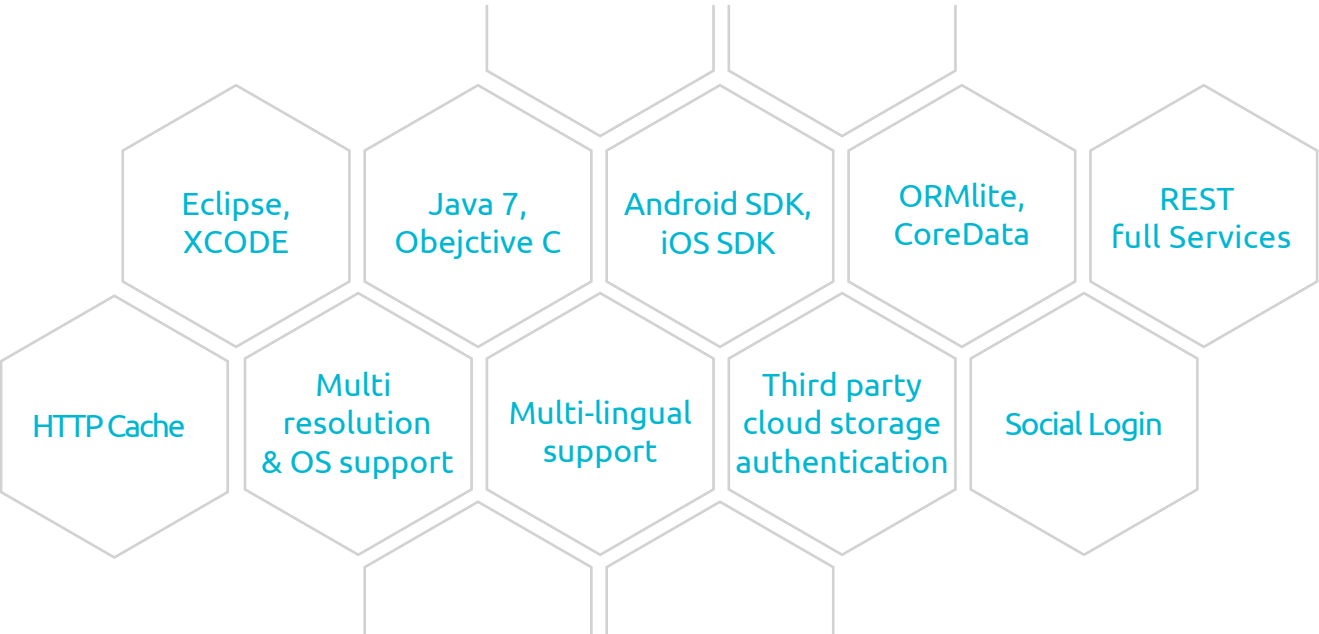 Eclipse,
XCODE
Java 7,
Obejctive C
Android SDK,
iOS SDK
ORMlite,
CoreData
REST
full Services
HTTP Cache
Multi
resolution
& OS support
Multi-lingual
support
Third party
cloud storage
authentication
Social Login